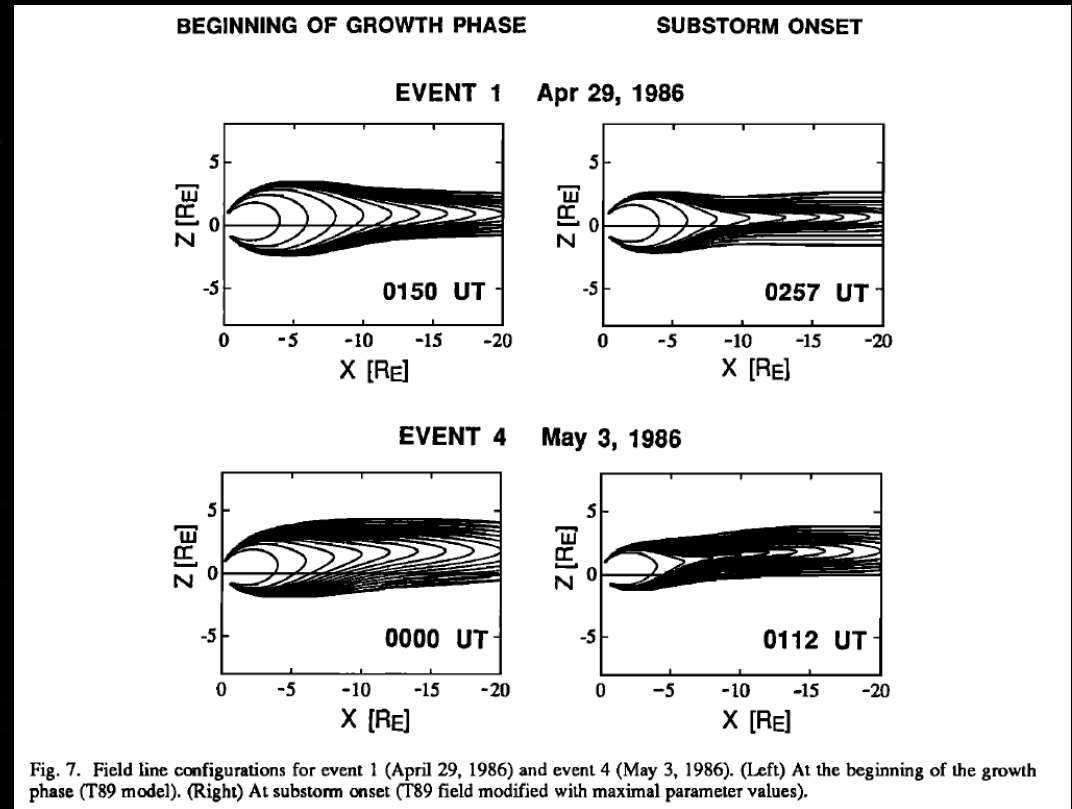 BEGINNING OF GROWTH PHASE SUBSTORM ONSET
EVENT 1 Apr 29, 1986
5
0
-5
Z [RE]
0150 UT
0 -5 -10 -15 -20
X [RE]
5
0
-5
Z [RE]
0257 UT
0 -5 -10 -15 -20
X [RE]
EVENT 4 May 3, 1986
5
0
-5
Z [RE]
0000 UT
0 -5 -10 -15 -20
X [RE]
5
0
-5
Z [RE]
0112 UT
0 -5 -10 -15 -20
X [RE]
Fig. 7. Field line configurations for event 1 (April 29, 1986) and event 4 (May 3, 1986). (Left) At the beginning of the growth
phase (T89 model). (Right) At substorm onset (T89 field modified with maximal parameter values).